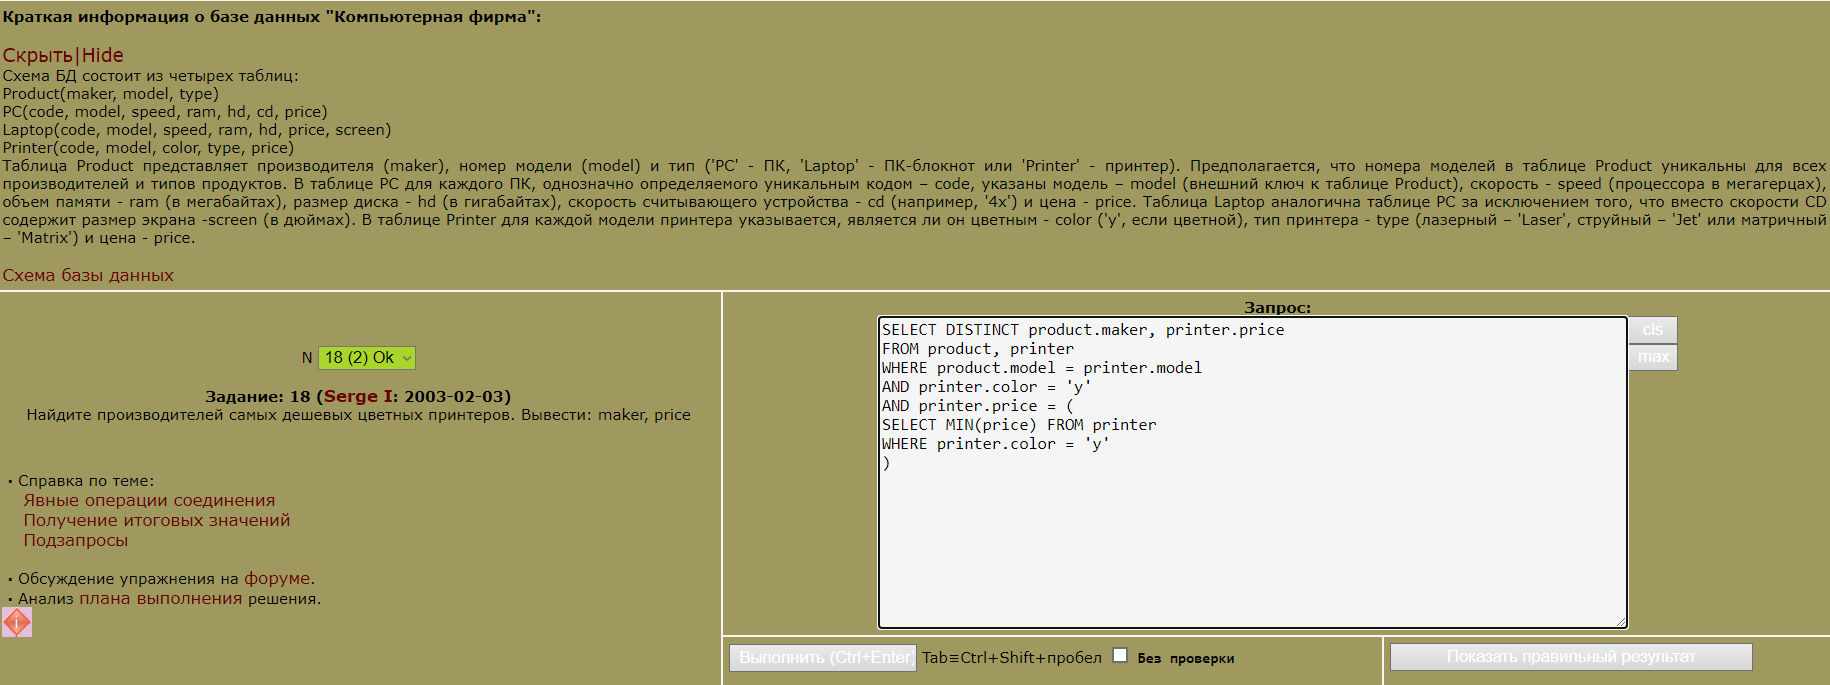 Краткая информация о базе данных "Компьютерная фирма":
Скрыть|Hide
Схема БД состоит из четырех таблиц:
Product(maker, model, type)
PC(code, model, speed, ram, hd, cd, price)
Laptop(code, model, speed, ram, hd, price, screen)
Printer(code, model, color, type, price)
Таблица Product представляет производителя (maker), номер модели (model) и тип ('PC' - ПК, 'Laptop' - ПК-блокнот или 'Printer' - принтер). Предполагается, что номера моделей в таблице Product уникальны для всех
производителей и типов продуктов. В таблице PC для каждого ПК, однозначно определяемого уникальным кодом – code, указаны модель – model (внешний ключ к таблице Product), скорость - speed (процессора в мегагерцах),
объем памяти - ram (в мегабайтах), размер диска - hd (в гигабайтах), скорость считывающего устройства - cd (например, '4x') и цена - price. Таблица Laptop аналогична таблице РС за исключением того, что вместо скорости CD
содержит размер экрана -screen (в дюймах). В таблице Printer для каждой модели принтера указывается, является ли он цветным - color ('y', если цветной), тип принтера - type (лазерный – 'Laser', струйный – 'Jet' или матричный
– 'Matrix') и цена - price.
Схема базы данных
N 18 (2) Ok
Задание: 18 (Serge I: 2003-02-03)
Найдите производителей самых дешевых цветных принтеров. Вывести: maker, price
· Справка по теме:
Явные операции соединения
Получение итоговых значений
Подзапросы
· Обсуждение упражнения на форуме.
· Анализ плана выполнения решения.
i
Запрос:
SELECT DISTINCT product.maker, printer.price
FROM product, printer
WHERE product.model = printer.model
AND printer.color = 'y'
AND printer.price = (
SELECT MIN(price) FROM printer
WHERE printer.color = 'y'
)
cls
max
Выполнить (Ctrl+Enter) Tab≡Ctrl+Shift+пробел Без проверки
Показать правильный результат